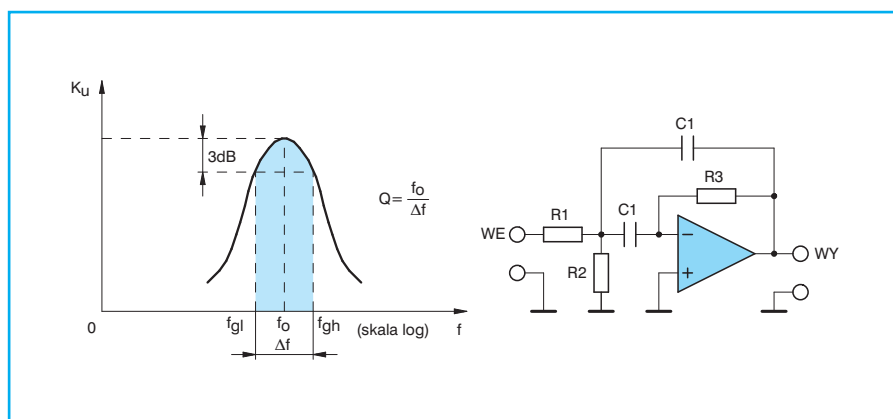 Ku
3dB
Q= fo
Δf
0
fgl
fo
fgh
(skala log)
f
Δf
C1
R3
R1
C1
WE
R2
−
+
WY